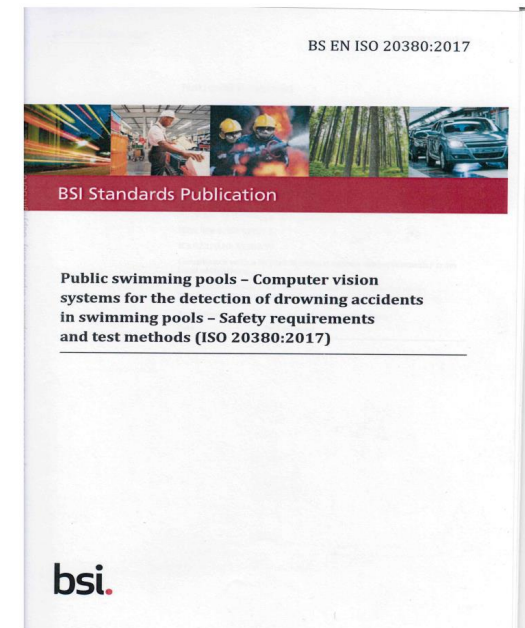 BS EN ISO 20380:2017
BSI Standards Publication
Public swimming pools – Computer vision
systems for the detection of drowning accidents
in swimming pools – Safety requirements
and test methods (ISO 20380:2017)
bsi.